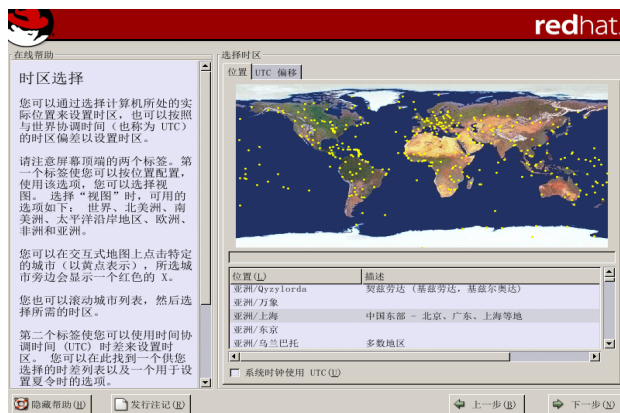 redhat.
在线帮助
时区选择
您可以通过选择计算机所处的实
际位置来设置时区，也可以按照
与世界协调时间（也称为 UTC）
的时区偏差以设置时区。
请注意屏幕顶端的两个标签。第
一个标签使您可以按位置配置，
使用该选项，您可以选择视
图。 选择“视图”时，可用的
选项如下： 世界、北美洲、南
美洲、太平洋沿岸地区、欧洲、
非洲和亚洲。
您可以在交互式地图上点击特定
的城市（以黄点表示），所选城
市旁边会显示一个红色的 X。
您也可以滚动城市列表，然后选
择所需的时区。
第二个标签使您可以使用时间协
调时间 (UTC) 时差来设置时
区。 您可以在此找到一个供您
选择的时差列表以及一个用于设
置夏令时的选项。
选择时区
位置 UTC 偏移
位置(L) 描述
亚洲/Qyzylorda 契兹劳达 (基兹劳达, 基兹尔奥达)
亚洲/万象
亚洲/上海 中国东部 - 北京、广东、上海等地
亚洲/东京
亚洲/乌兰巴托 多数地区
系统时钟使用 UTC(U)
隐藏帮助(H) 发行注记(R) 上一步(B) 下一步(N)